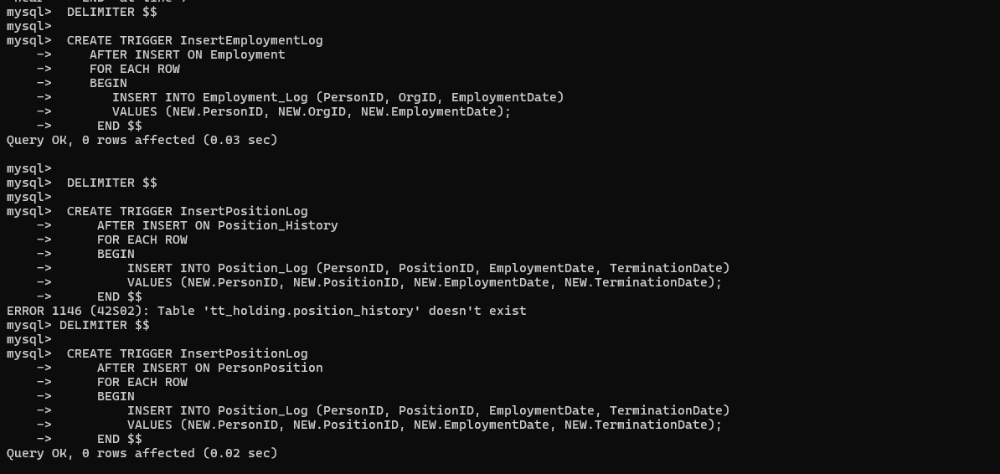 mysql>  DELIMITER $$
mysql>
mysql>  CREATE TRIGGER InsertEmploymentLog
    ->     AFTER INSERT ON Employment
    ->     FOR EACH ROW
    ->     BEGIN
    ->        INSERT INTO Employment_Log (PersonID, OrgID, EmploymentDate)
    ->        VALUES (NEW.PersonID, NEW.OrgID, NEW.EmploymentDate);
    ->      END $$
Query OK, 0 rows affected (0.03 sec)

mysql>
mysql>  DELIMITER $$
mysql>
mysql>  CREATE TRIGGER InsertPositionLog
    ->      AFTER INSERT ON Position_History
    ->      FOR EACH ROW
    ->      BEGIN
    ->          INSERT INTO Position_Log (PersonID, PositionID, EmploymentDate, TerminationDate)
    ->          VALUES (NEW.PersonID, NEW.PositionID, NEW.EmploymentDate, NEW.TerminationDate);
    ->      END $$
ERROR 1146 (42S02): Table 'tt_holding.position_history' doesn't exist
mysql> DELIMITER $$
mysql>
mysql>  CREATE TRIGGER InsertPositionLog
    ->      AFTER INSERT ON PersonPosition
    ->      FOR EACH ROW
    ->      BEGIN
    ->          INSERT INTO Position_Log (PersonID, PositionID, EmploymentDate, TerminationDate)
    ->          VALUES (NEW.PersonID, NEW.PositionID, NEW.EmploymentDate, NEW.TerminationDate);
    ->      END $$
Query OK, 0 rows affected (0.02 sec)